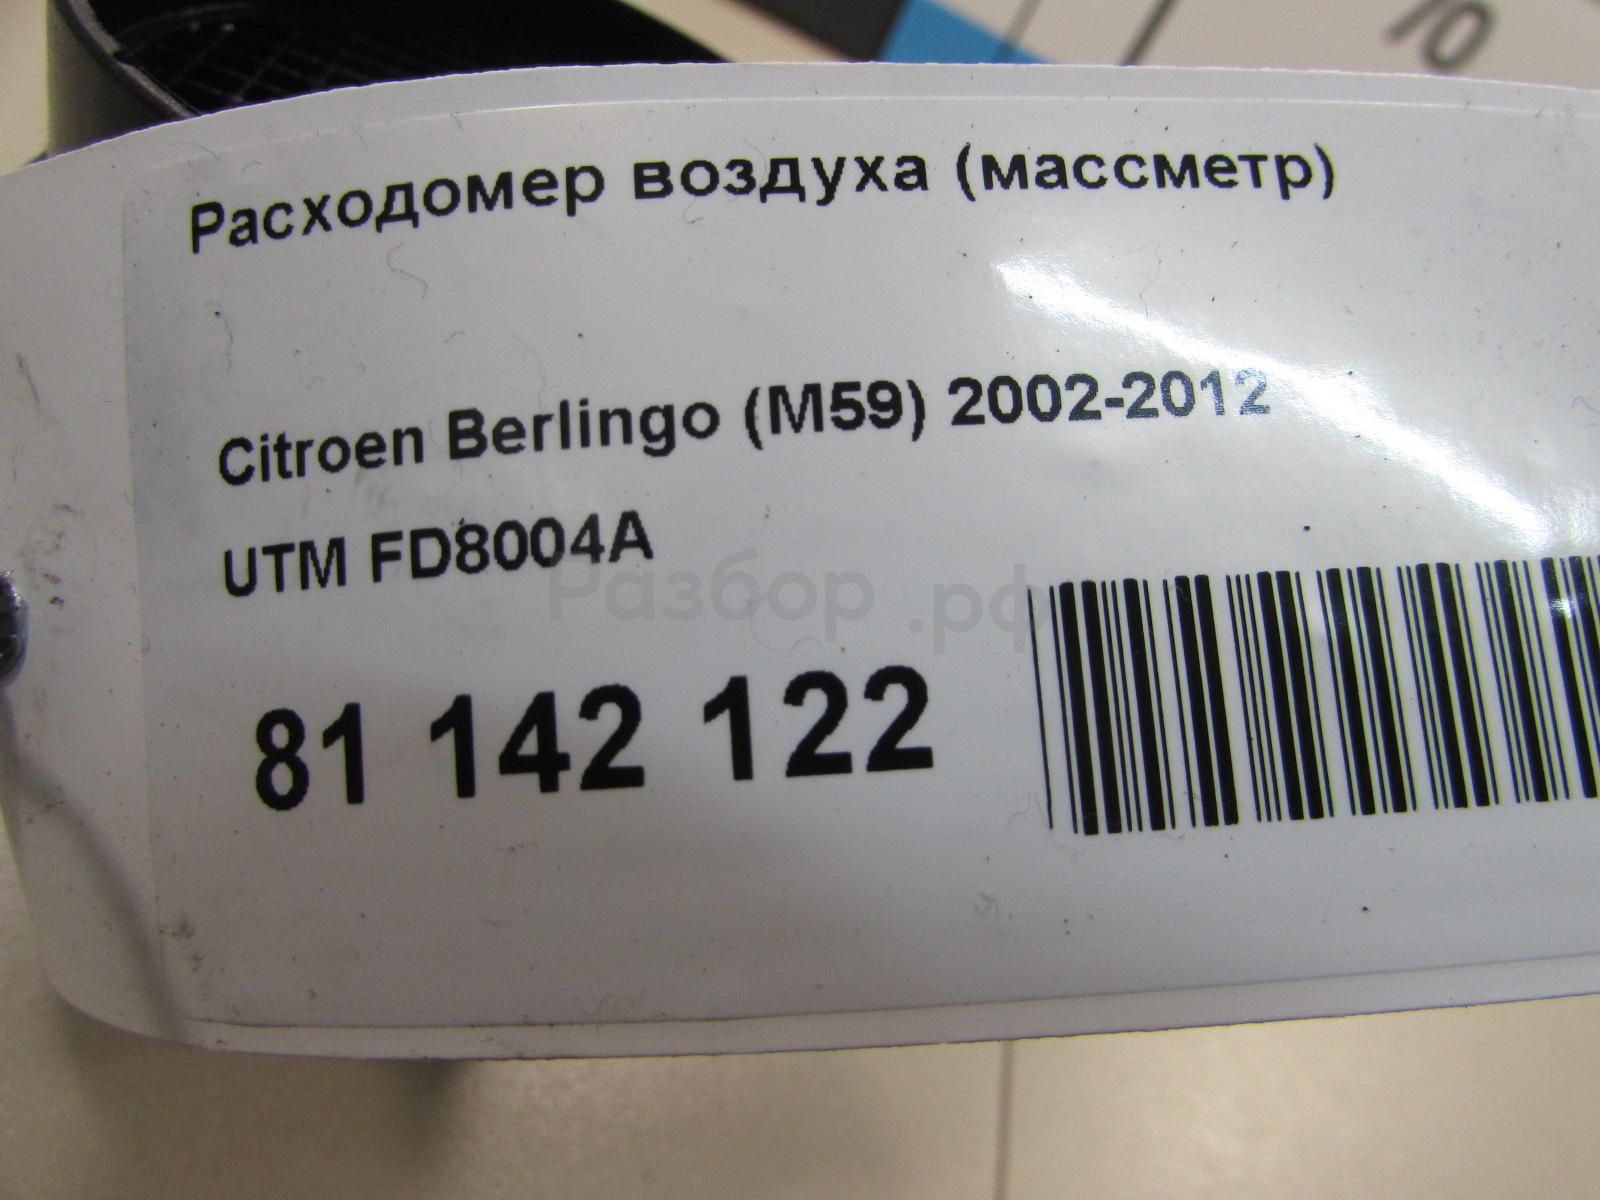 %
Расходомер воздуха (массметр)
Citroen Berlingo (M59) 2002-2012
UTM FD8004A
Разбор.рф
81 142 122